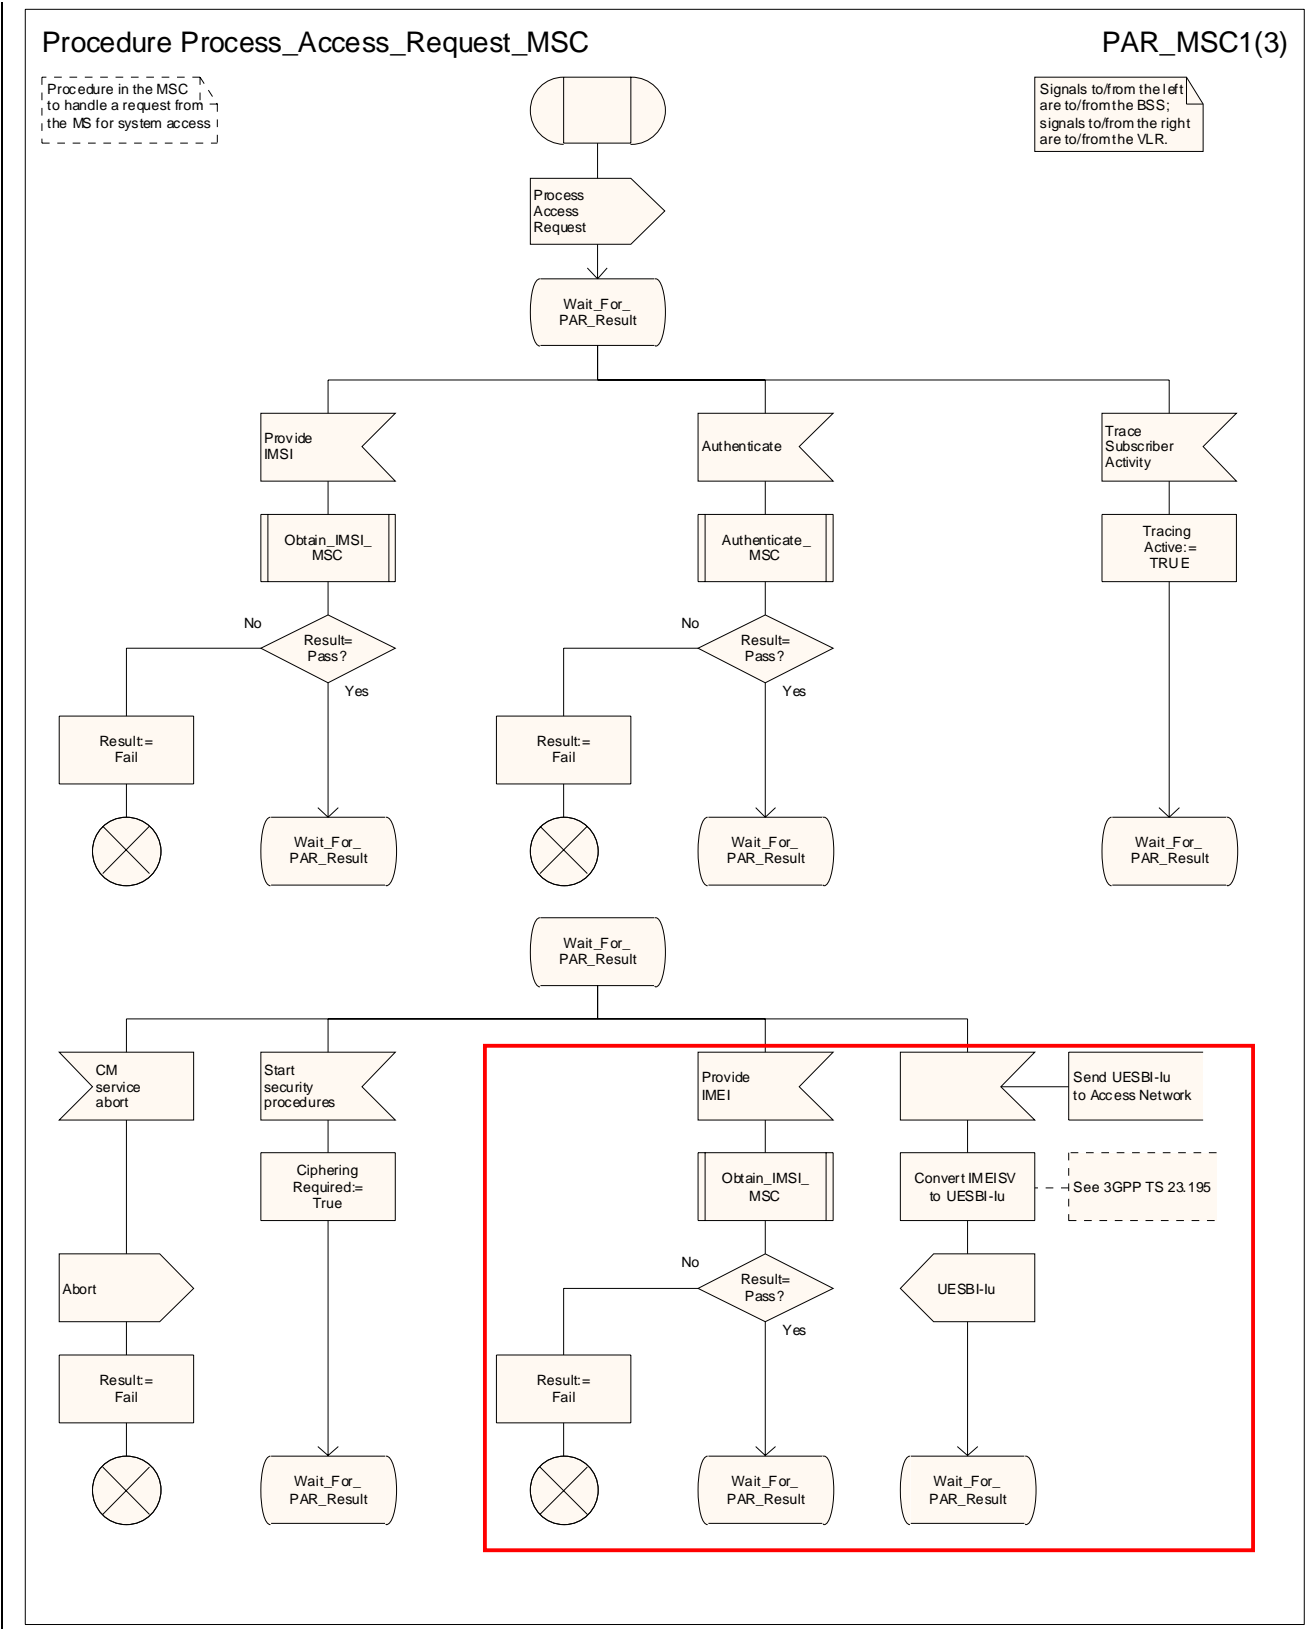 Procedure Process_Access_Request_MSC
PAR_MSC1(3)
Procedure in the MSC
to handle a request from
the MS for system access
Signals to/from the left
are to/from the BSS;
signals to/from the right
are to/from the VLR.
Process
Access
Request
Wait_For_
PAR_Result
Provide
IMSI
Authenticate
Trace
Subscriber
Activity
Obtain_IMSI_
MSC
Authenticate_
MSC
Tracing
Active:=
TRUE
No
Result=
Pass?
Yes
No
Result=
Pass?
Yes
Result:=
Fail
Result:=
Fail
Wait_For_
PAR_Result
Wait_For_
PAR_Result
Wait_For_
PAR_Result
Wait_For_
PAR_Result
CM
service
abort
Start
security
procedures
Provide
IMEI
Send UESBI-Iu
to Access Network
Ciphering
Required:=
True
Obtain_IMSI_
MSC
Convert IMEISV
to UESBI-Iu
See 3GPP TS 23.195
Abort
No
Result=
Pass?
Yes
UESBI-Iu
Result:=
Fail
Result:=
Fail
Wait_For_
PAR_Result
Wait_For_
PAR_Result
Wait_For_
PAR_Result